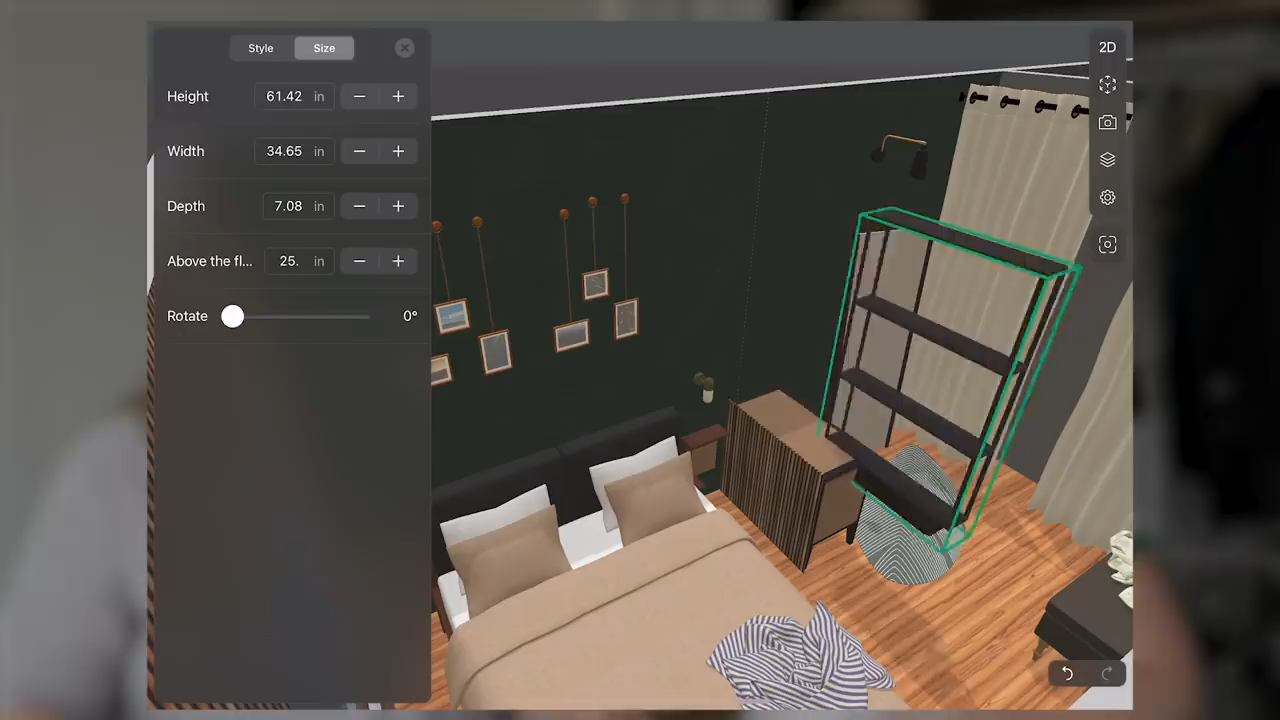 Style Size
Height 61.42 in
Width 34.65 in
Depth 7.08 in
Above the fl... 25. in
Rotate 0°
2D